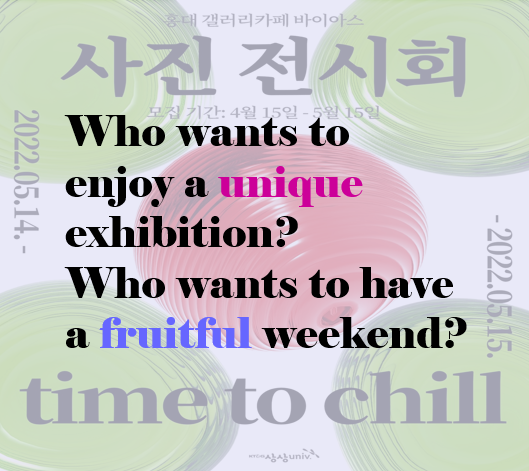 홍대 갤러리카페 바이아스
사진 전시회
모집 기간: 4월 15일 - 5월 15일
2022.05.14. -
Who wants to
enjoy a unique
exhibition?
Who wants to have
a fruitful weekend?
- 2022.05.15.
time to chill
상상univ.